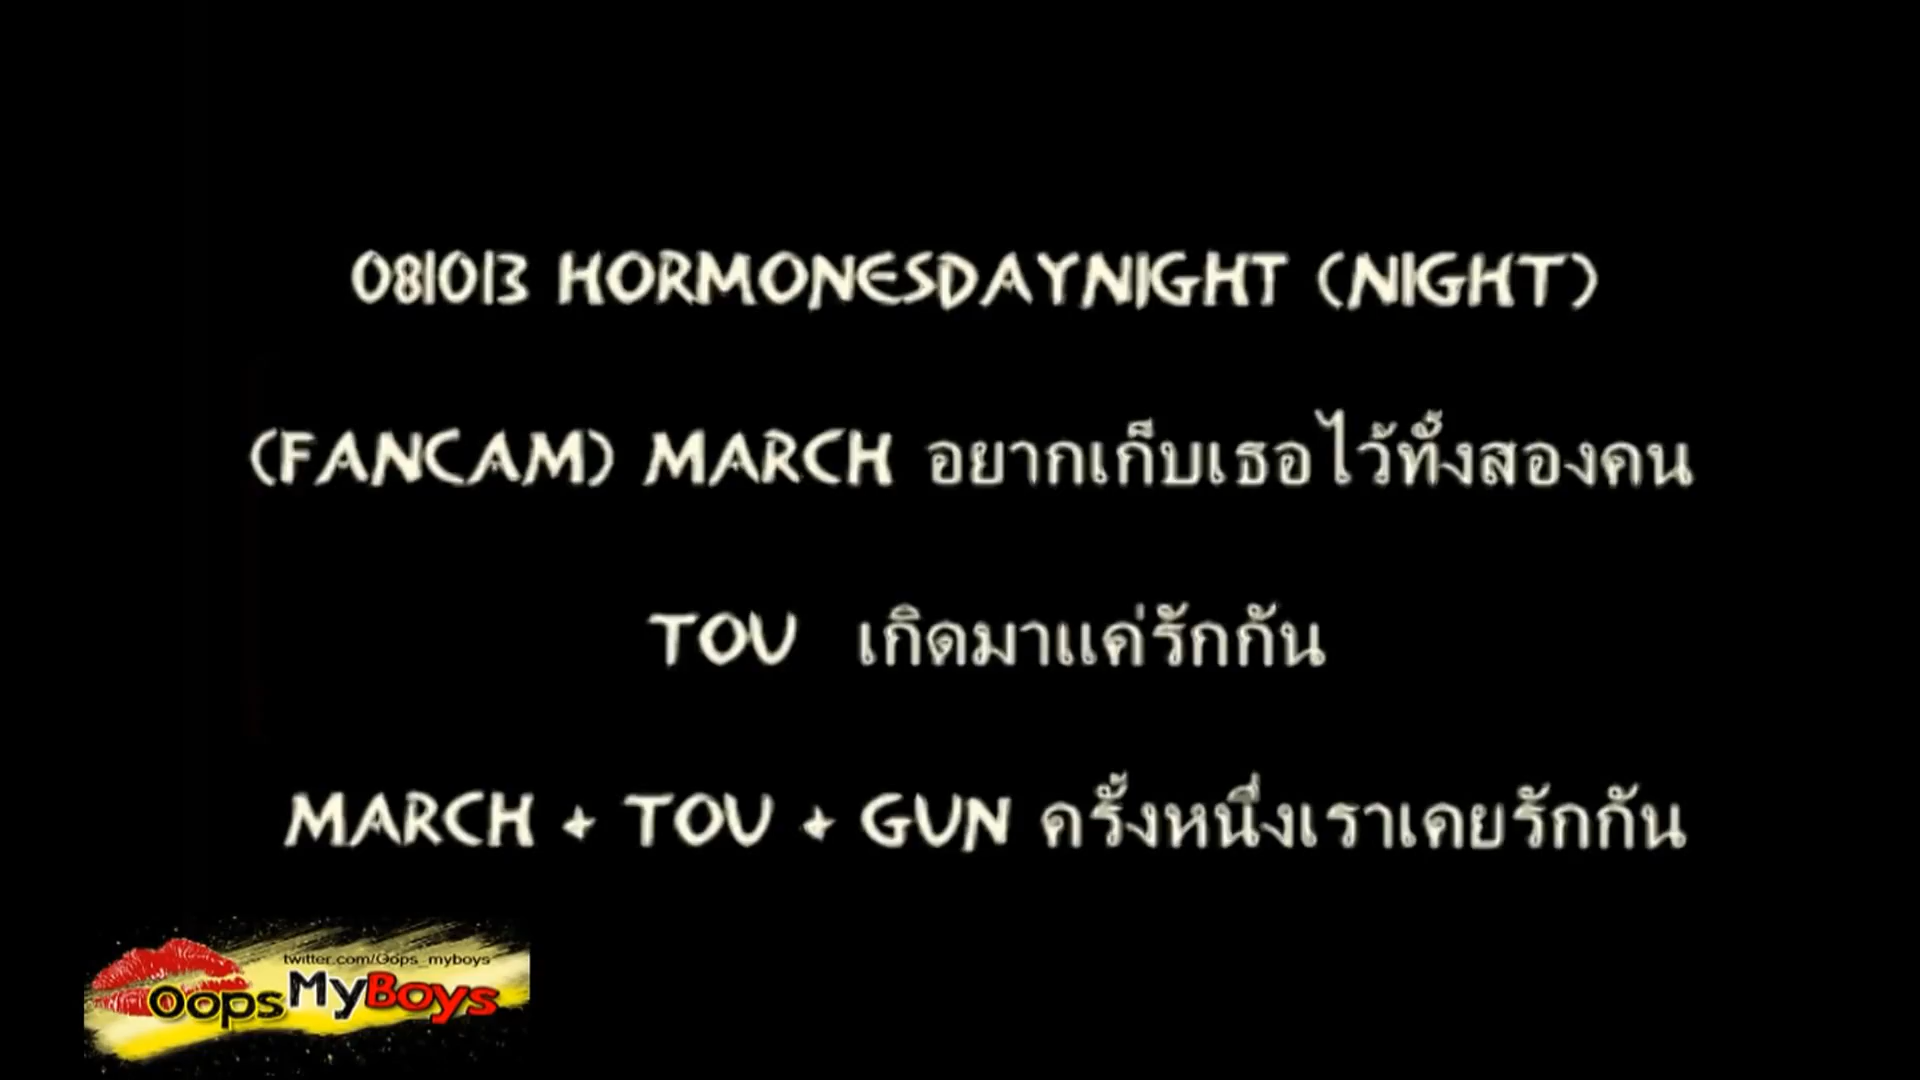 081013 HORMONESDAYNIGHT (NIGHT)
(FANCAM) MARCH อยากเก็บเธอไว้ทั้งสองคน
TOU เกิดมาแค่รักกัน
MARCH + TOU + GUN ครั้งหนึ่งเราเคยรักกัน
twitter.com/Oops_myboys
OopsMyBoys